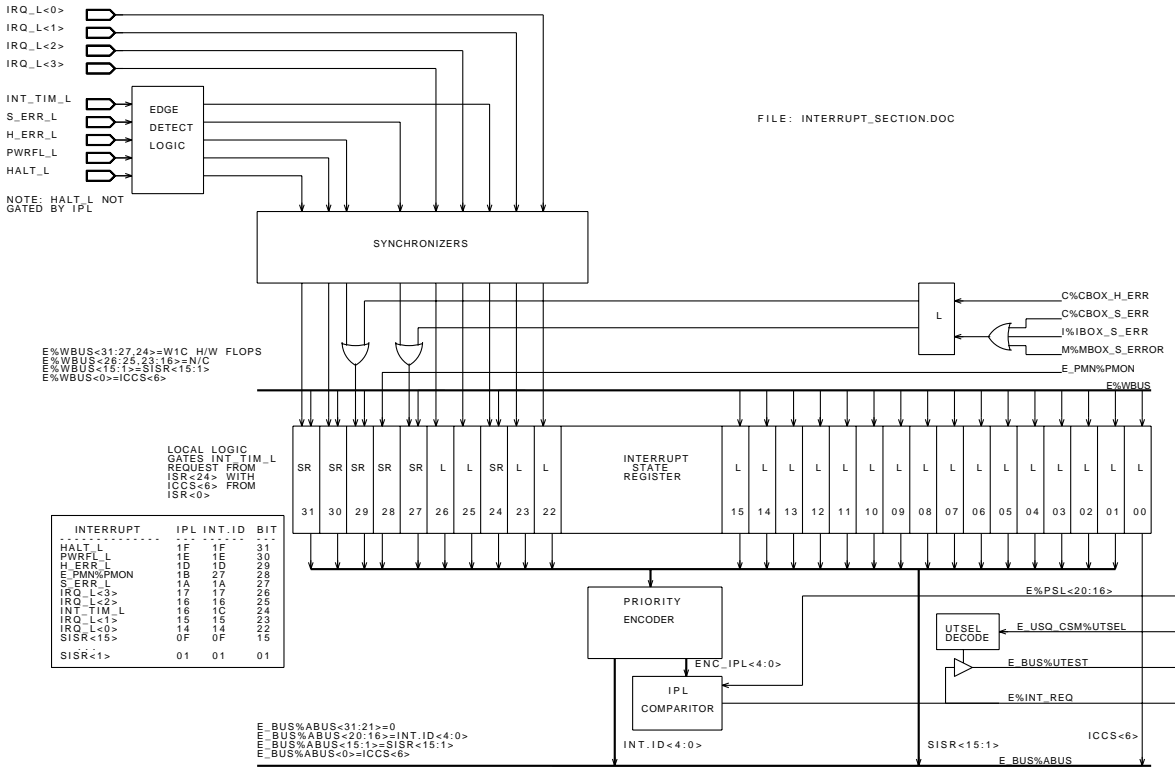 IRQ_L<0>
IRQ_L<1>
IRQ_L<2>
IRQ_L<3>
INT_TIM_L
S_ERR_L
H_ERR_L
PWRFL_L
HALT_L
EDGE
DETECT
LOGIC
NOTE: HALT_L NOT
GATED BY IPL
FILE: INTERRUPT_SECTION.DOC
SYNCHRONIZERS
L
C%CBOX_H_ERR
C%CBOX_S_ERR
I%IBOX_S_ERR
M%MBOX_S_ERROR
E_PMN%PMON
E%WBUS
E%WBUS<31:27,24>=W1C H/W FLOPS
E%WBUS<26:25,23:16>=N/C
E%WBUS<15:1>=SISR<15:1>
E%WBUS<0>=ICCS<6>
LOCAL LOGIC
GATES INT_TIM_L
REQUEST FROM
ISR<24> WITH
ICCS<6> FROM
ISR<0>
SR SR SR SR SR L L SR L L
INTERRUPT
STATE
REGISTER
L L L L L L L L L L L L L L L L
31 30 29 28 27 26 25 24 23 22
15 14 13 12 11 10 09 08 07 06 05 04 03 02 01 00
INTERRUPT IPL INT.ID BIT
-------------- --- ------ ---
HALT_L 1F 1F 31
PWRFL_L 1E 1E 30
H_ERR_L 1D 1D 29
E_PMN%PMON 1B 27 28
S_ERR_L 1A 1A 27
IRQ_L<3> 17 17 26
IRQ_L<2> 16 16 25
INT_TIM_L 16 1C 24
IRQ_L<1> 15 15 23
IRQ_L<0> 14 14 22
SISR<15> 0F 0F 15
...
SISR<1> 01 01 01
PRIORITY
ENCODER
ENC_IPL<4:0>
IPL
COMPARITOR
E%PSL<20:16>
UTSEL
DECODE
E_USQ_CSM%UTSEL
E_BUS%UTEST
E%INT_REQ
E_BUS%ABUS<31:21>=0
E_BUS%ABUS<20:16>=INT.ID<4:0>
E_BUS%ABUS<15:1>=SISR<15:1>
E_BUS%ABUS<0>=ICCS<6>
INT.ID<4:0>
SISR<15:1>
ICCS<6>
E_BUS%ABUS